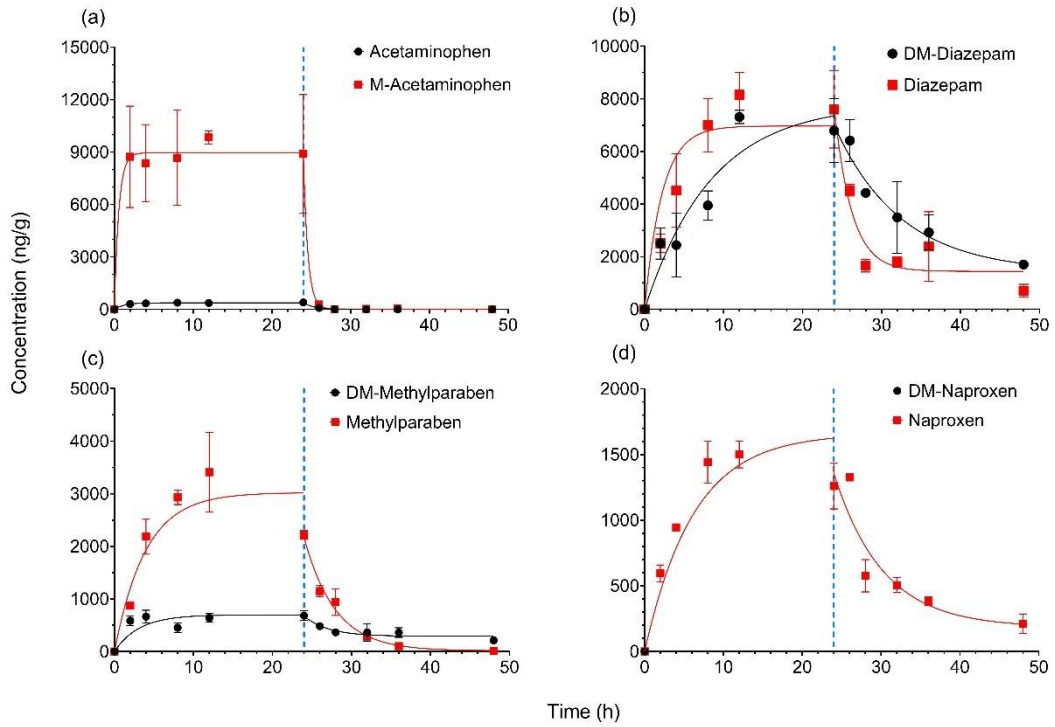 (a)
Acetaminophen
M-Acetaminophen
15000
12000
9000
6000
3000
0
0 10 20 30 40 50
(b)
DM-Diazepam
Diazepam
10000
8000
6000
4000
2000
0
0 10 20 30 40 50
(c)
DM-Methylparaben
Methylparaben
5000
4000
3000
2000
1000
0
0 10 20 30 40 50
(d)
DM-Naproxen
Naproxen
2000
1500
1000
500
0
0 10 20 30 40 50
Concentration (ng/g)
Time (h)